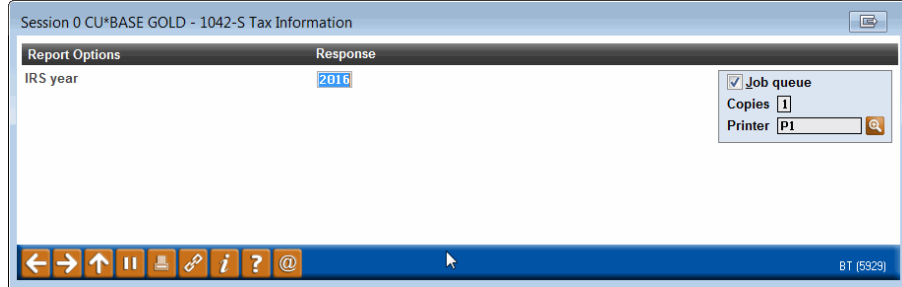 Session 0 CU*BASE GOLD - 1042-S Tax Information
Report Options Response
IRS year 2016
Job queue
Copies 1
Printer P1
i ? @
BT (5929)